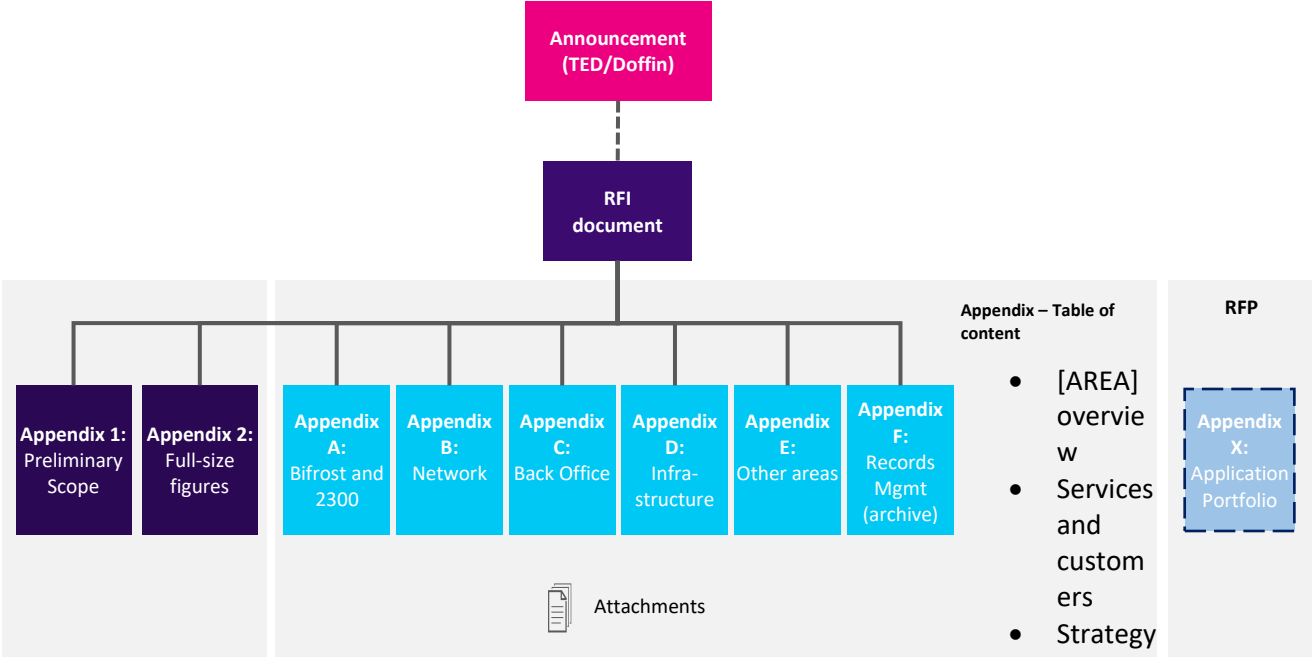 Announcement
(TED/Doffin)
RFI
document
Appendix 1:
Preliminary
Scope
Appendix 2:
Full-size
figures
Appendix
A:
Bifrost and
2300
Appendix
B:
Network
Appendix
C:
Back Office
Appendix
D:
Infra-
structure
Appendix
E:
Other areas
Appendix
F:
Records
Mgmt
(archive)
Attachments
Appendix – Table of
content
• [AREA]
overvie
w
• Services
and
custom
ers
• Strategy
RFP
Appendix
X:
Application
Portfolio